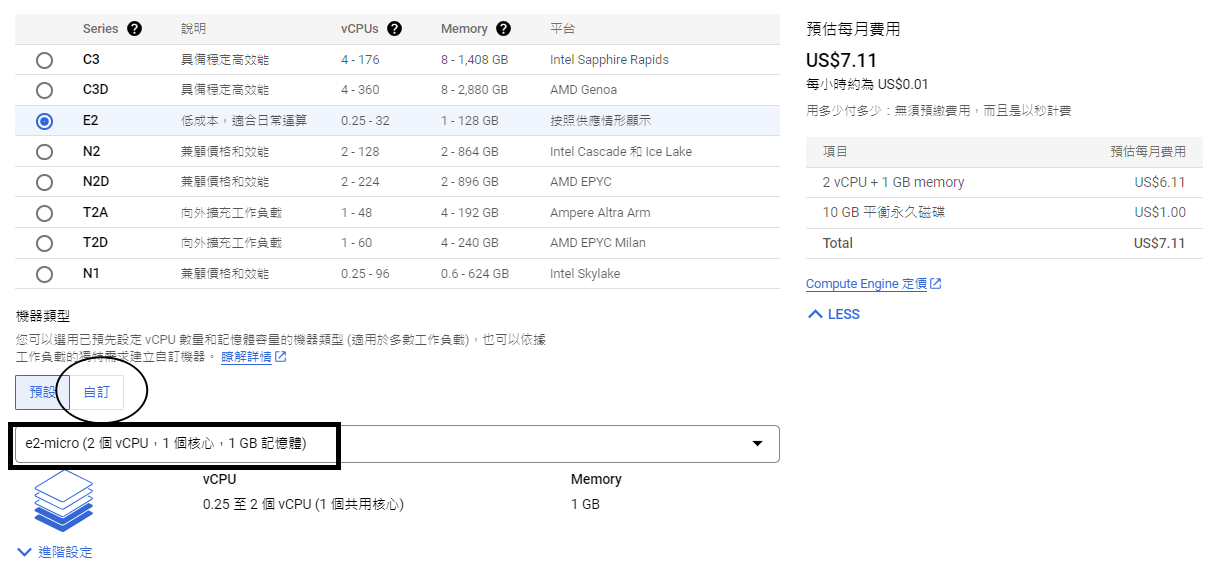 Series 說明 vCPUs Memory 平台
C3 具備穩定高效能 4 - 176 8 - 1,408 GB Intel Sapphire Rapids
C3D 具備穩定高效能 4 - 360 8 - 2,880 GB AMD Genoa
E2 低成本，適合日常運算 0.25 - 32 1 - 128 GB 按照供應情形顯示
N2 兼顧價格和效能 2 - 128 2 - 864 GB Intel Cascade 和 Ice Lake
N2D 兼顧價格和效能 2 - 224 2 - 896 GB AMD EPYC
T2A 向外擴充工作負載 1 - 48 4 - 192 GB Ampere Altra Arm
T2D 向外擴充工作負載 1 - 60 4 - 240 GB AMD EPYC Milan
N1 兼顧價格和效能 0.25 - 96 0.6 - 624 GB Intel Skylake
機器類型
您可以選用已預先設定 vCPU 數量和記憶體容量的機器類型 (適用於多數工作負載)，也可以依據
工作負載的獨特需求建立自訂機器。瞭解詳情
預設 自訂
e2-micro (2 個 vCPU，1 個核心，1 GB 記憶體)
vCPU Memory
0.25 至 2 個 vCPU (1 個共用核心) 1 GB
進階設定
預估每月費用
US$7.11
每小時約為 US$0.01
用多少付多少：無須預繳費用，而且是以秒計費
項目 預估每月費用
2 vCPU + 1 GB memory US$6.11
10 GB 平衡永久磁碟 US$1.00
Total US$7.11
Compute Engine 定價
LESS